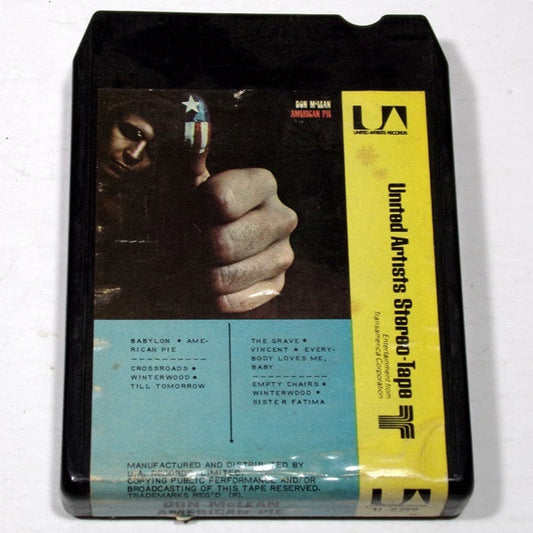 DON McLEAN
AMERICAN PIE
UA
UNITED ARTISTS RECORDS
United Artists Stereo-Tape
Entertainment from
Transamerica Corporation
BABYLON • AME-
RICAN PIE
CROSSROADS •
WINTERWOOD •
TILL TOMORROW
THE GRAVE •
VINCENT • EVERY-
BODY LOVES ME,
BABY
EMPTY CHAIRS •
WINTERWOOD •
SISTER FATIMA
MANUFACTURED AND DISTRIBUTED BY
U.A. RECORDS LIMITED.
COPYING PUBLIC PERFORMANCE AND/OR
BROADCASTING OF THIS TAPE RESERVED.
TRADEMARKS REG'D (R).
DON McLEAN
AMERICAN PIE
UA